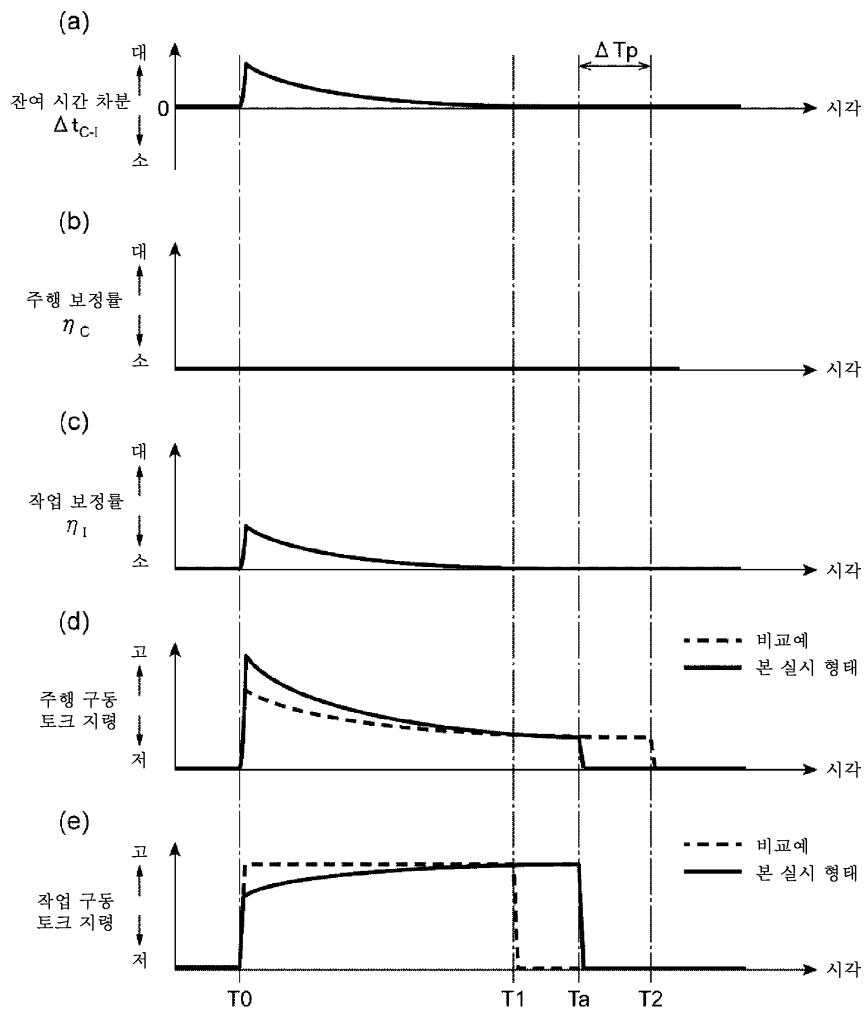 (a)
대
ΔTp
잔여 시간 차분
0
시각
Δt_C-I
소
(b)
대
주행 보정률
η_C
소
시각
(c)
대
작업 보정률
η_I
소
시각
(d)
고
비교예
본 실시 형태
주행 구동
토크 지령
저
시각
(e)
고
비교예
본 실시 형태
작업 구동
토크 지령
저
시각
T0 T1 Ta T2